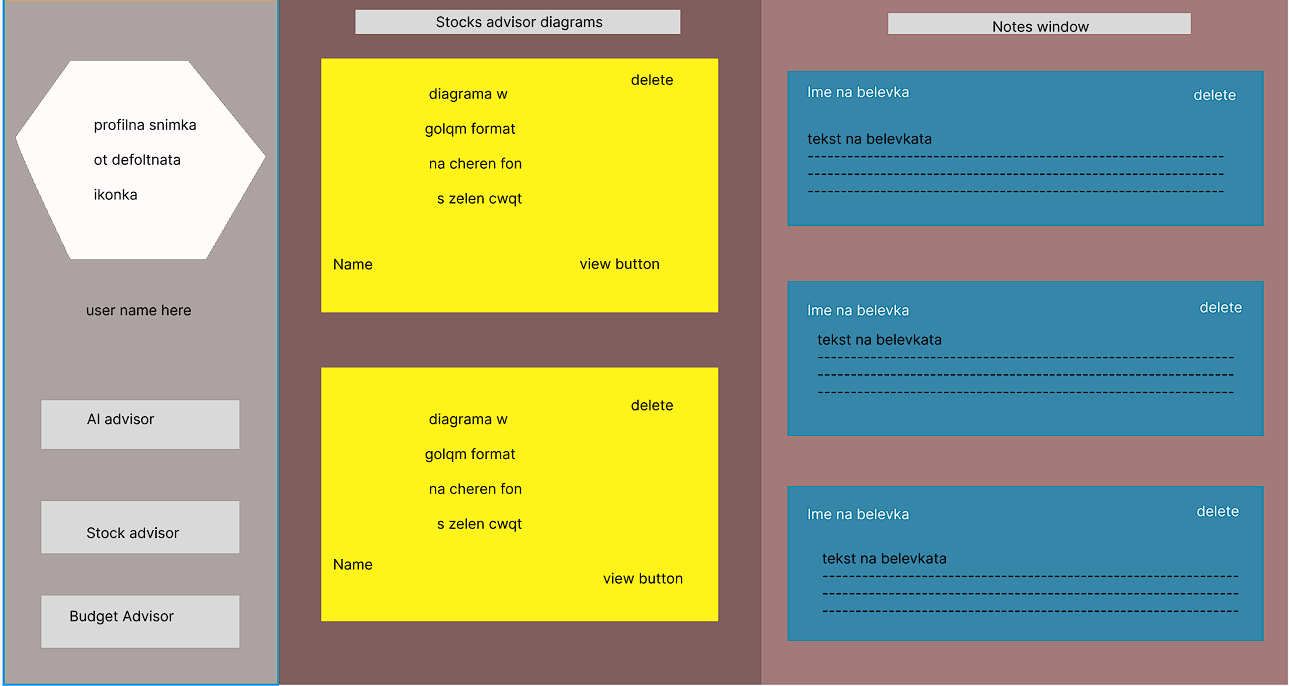 profilna snimka
ot defoltnata
ikonka
user name here
AI advisor
Stock advisor
Budget Advisor
Stocks advisor diagrams
delete
diagrama w
golqm format
na cheren fon
s zelen cwqt
Name
view button
delete
diagrama w
golqm format
na cheren fon
s zelen cwqt
Name
view button
Notes window
Ime na belevka
delete
tekst na belevkata
Ime na belevka
delete
tekst na belevkata
Ime na belevka
delete
tekst na belevkata